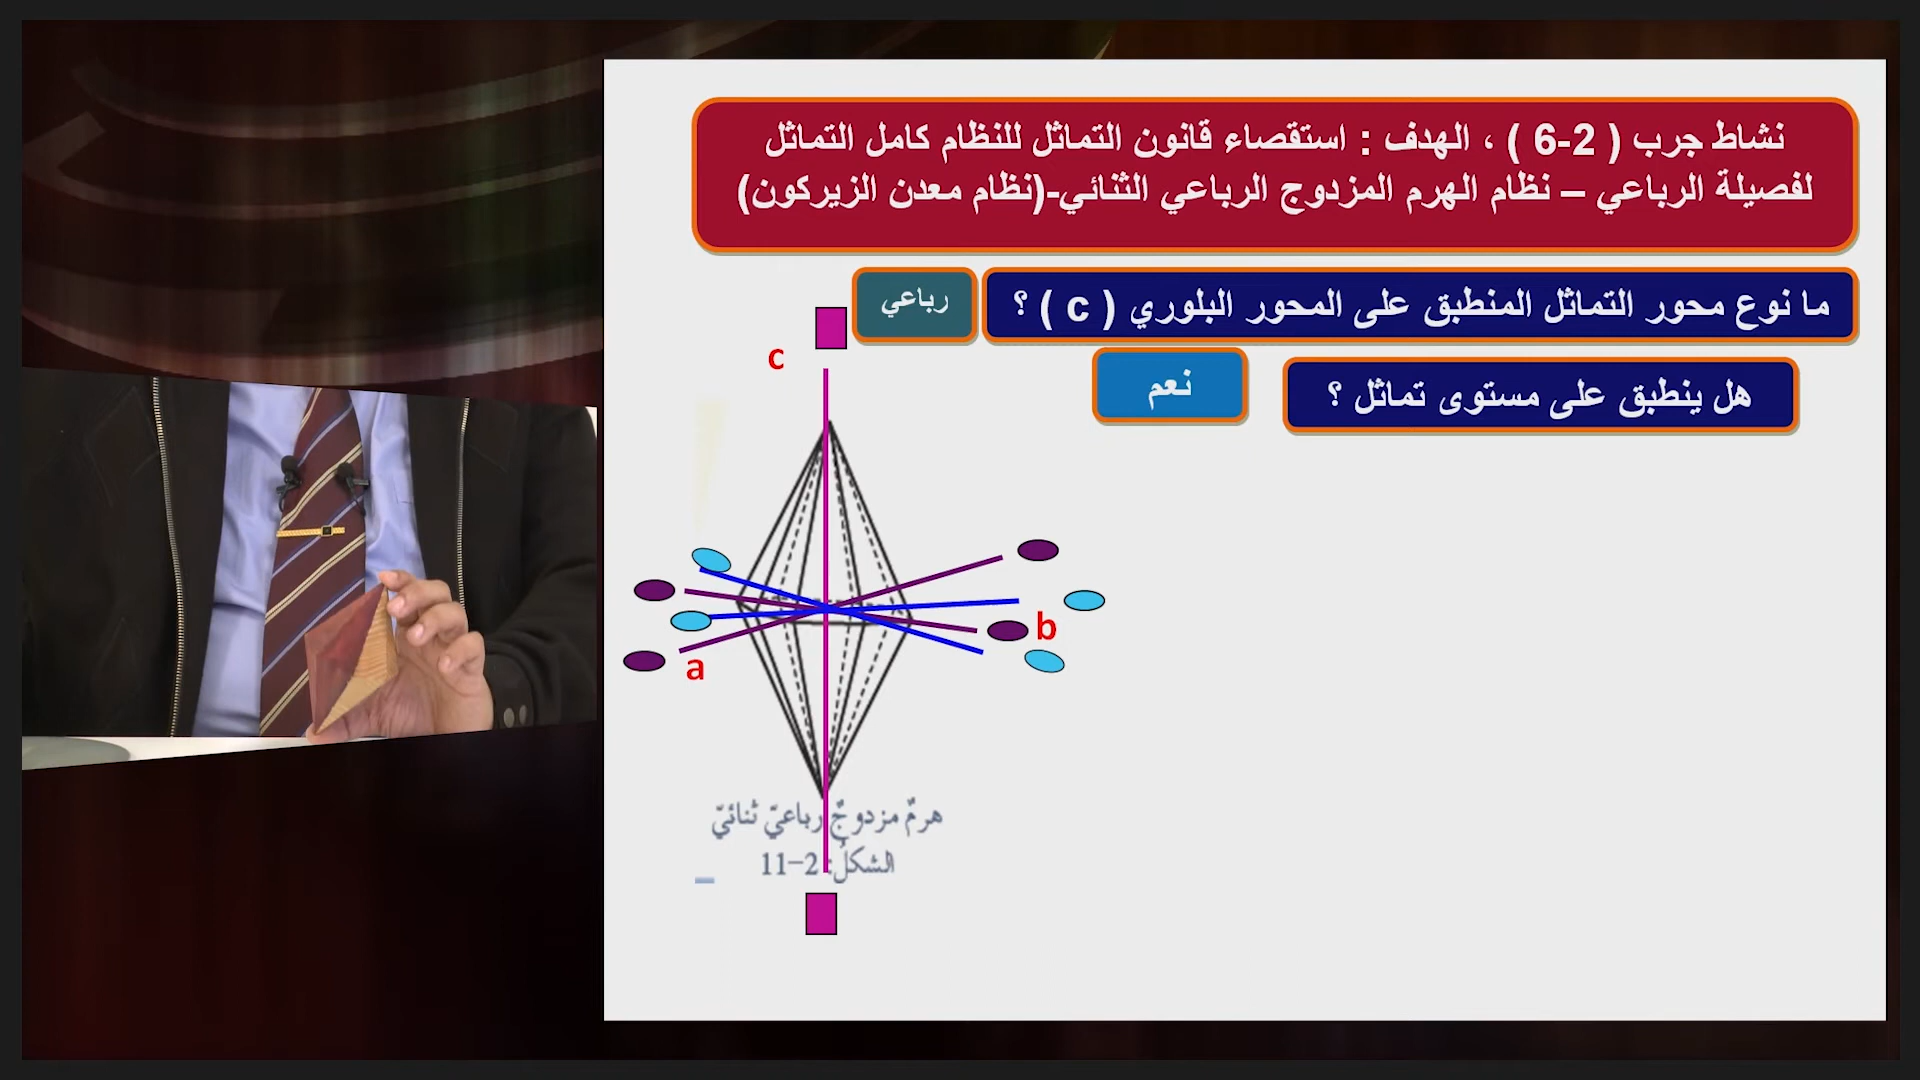 نشاط جرب ( 2-6 ) ، الهدف : استقصاء قانون التماثل للنظام كامل التماثل
لفصيلة الرباعي – نظام الهرم المزدوج الرباعي الثنائي-(نظام معدن الزيركون)
ما نوع محور التماثل المنطبق على المحور البلوري ( c ) ؟
رباعي
هل ينطبق على مستوى تماثل ؟
نعم
c
b
a
هرمٌ مزدوجٌ رباعيّ ثنائيّ
الشكلُ: 2–11